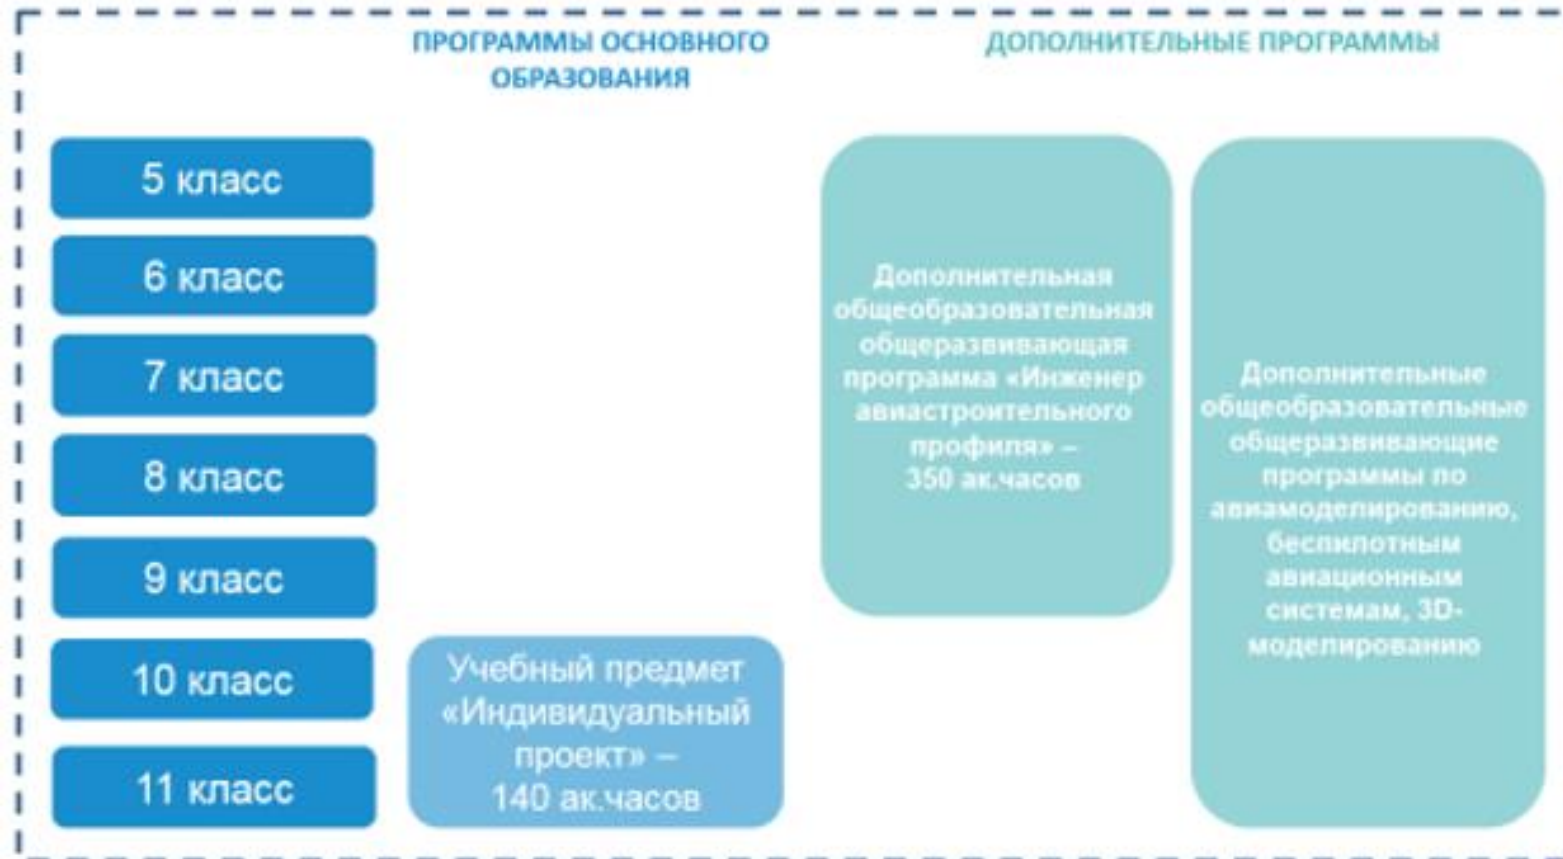 ПРОГРАММЫ ОСНОВНОГО
ОБРАЗОВАНИЯ
ДОПОЛНИТЕЛЬНЫЕ ПРОГРАММЫ
5 класс
6 класс
7 класс
8 класс
9 класс
10 класс
11 класс
Учебный предмет
«Индивидуальный
проект» –
140 ак.часов
Дополнительная
общеобразовательная
общеразвивающая
программа «Инженер
авиастроительного
профиля» –
350 ак.часов
Дополнительные
общеобразовательные
общеразвивающие
программы по
авиамоделированию,
беспилотным
авиационным
системам, 3D-
моделированию